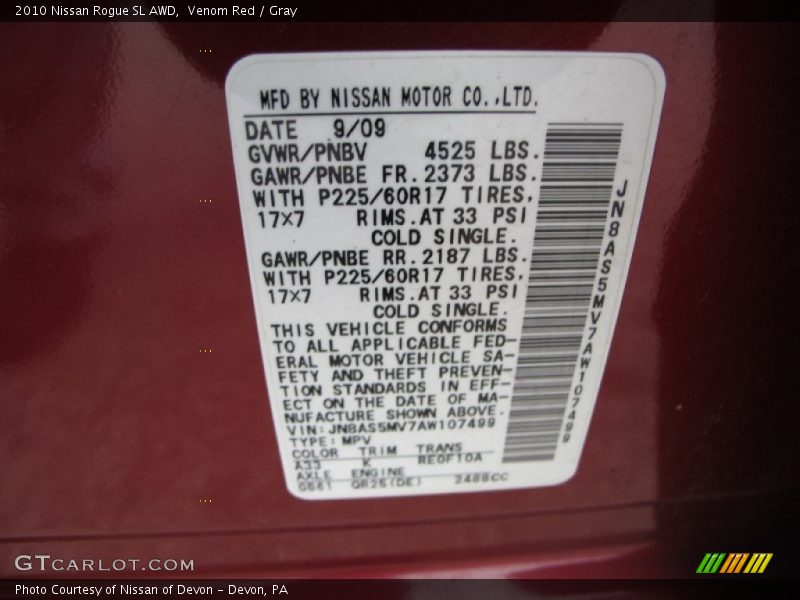 2010 Nissan Rogue SL AWD,  Venom Red / Gray
MFD BY NISSAN MOTOR CO.,LTD.
DATE 9/09
GVWR/PNBV 4525 LBS.
GAWR/PNBE FR. 2373 LBS.
WITH P225/60R17 TIRES,
17×7 RIMS.AT 33 PSI
COLD SINGLE.
GAWR/PNBE RR. 2187 LBS.
WITH P225/60R17 TIRES,
17×7 RIMS.AT 33 PSI
COLD SINGLE.
THIS VEHICLE CONFORMS
TO ALL APPLICABLE FED-
ERAL MOTOR VEHICLE SA-
FETY AND THEFT PREVEN-
TION STANDARDS IN EFF-
ECT ON THE DATE OF MA-
NUFACTURE SHOWN ABOVE.
VIN: JN8AS5MV7AW107499
TYPE: MPV
COLOR TRIM TRANS
A33 K RE0F10A
AXLE ENGINE
GB61 QR25(DE) 2488CC
JN8AS5MV7AW107499
GTCARLOT.COM
Photo Courtesy of Nissan of Devon - Devon, PA